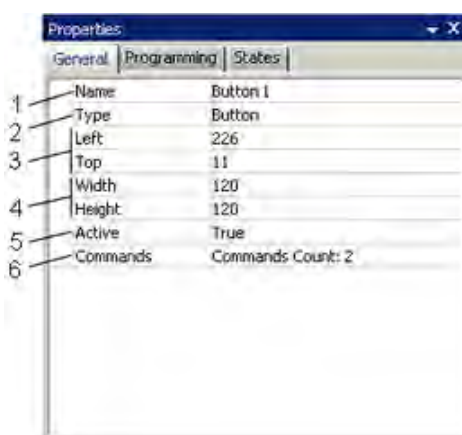 Properties
General Programming States
1 Name Button 1
2 Type Button
3 Left 226
Top 11
4 Width 120
Height 120
5 Active True
6 Commands Commands Count: 2